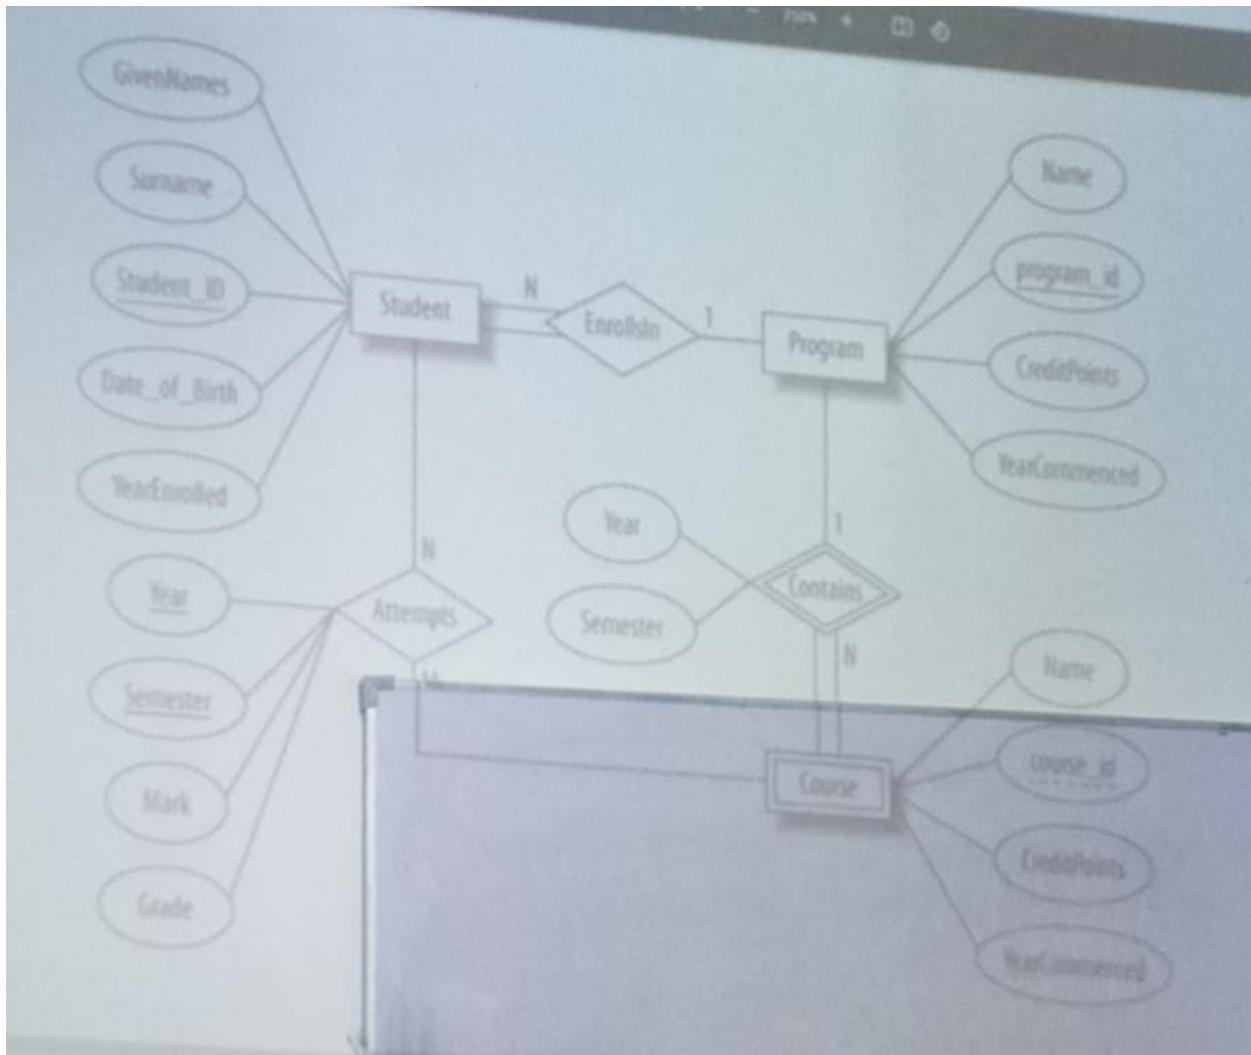 GivenNames
Surname
Student_ID
Date_of_Birth
YearEnrolled
Student
N
EnrollsIn
1
Program
Name
program_id
CreditPoints
YearCommenced
Year
Semester
Mark
Grade
N
Attempts
Year
Semester
1
Contains
N
Course
Name
course_id
CreditPoints
YearCommenced